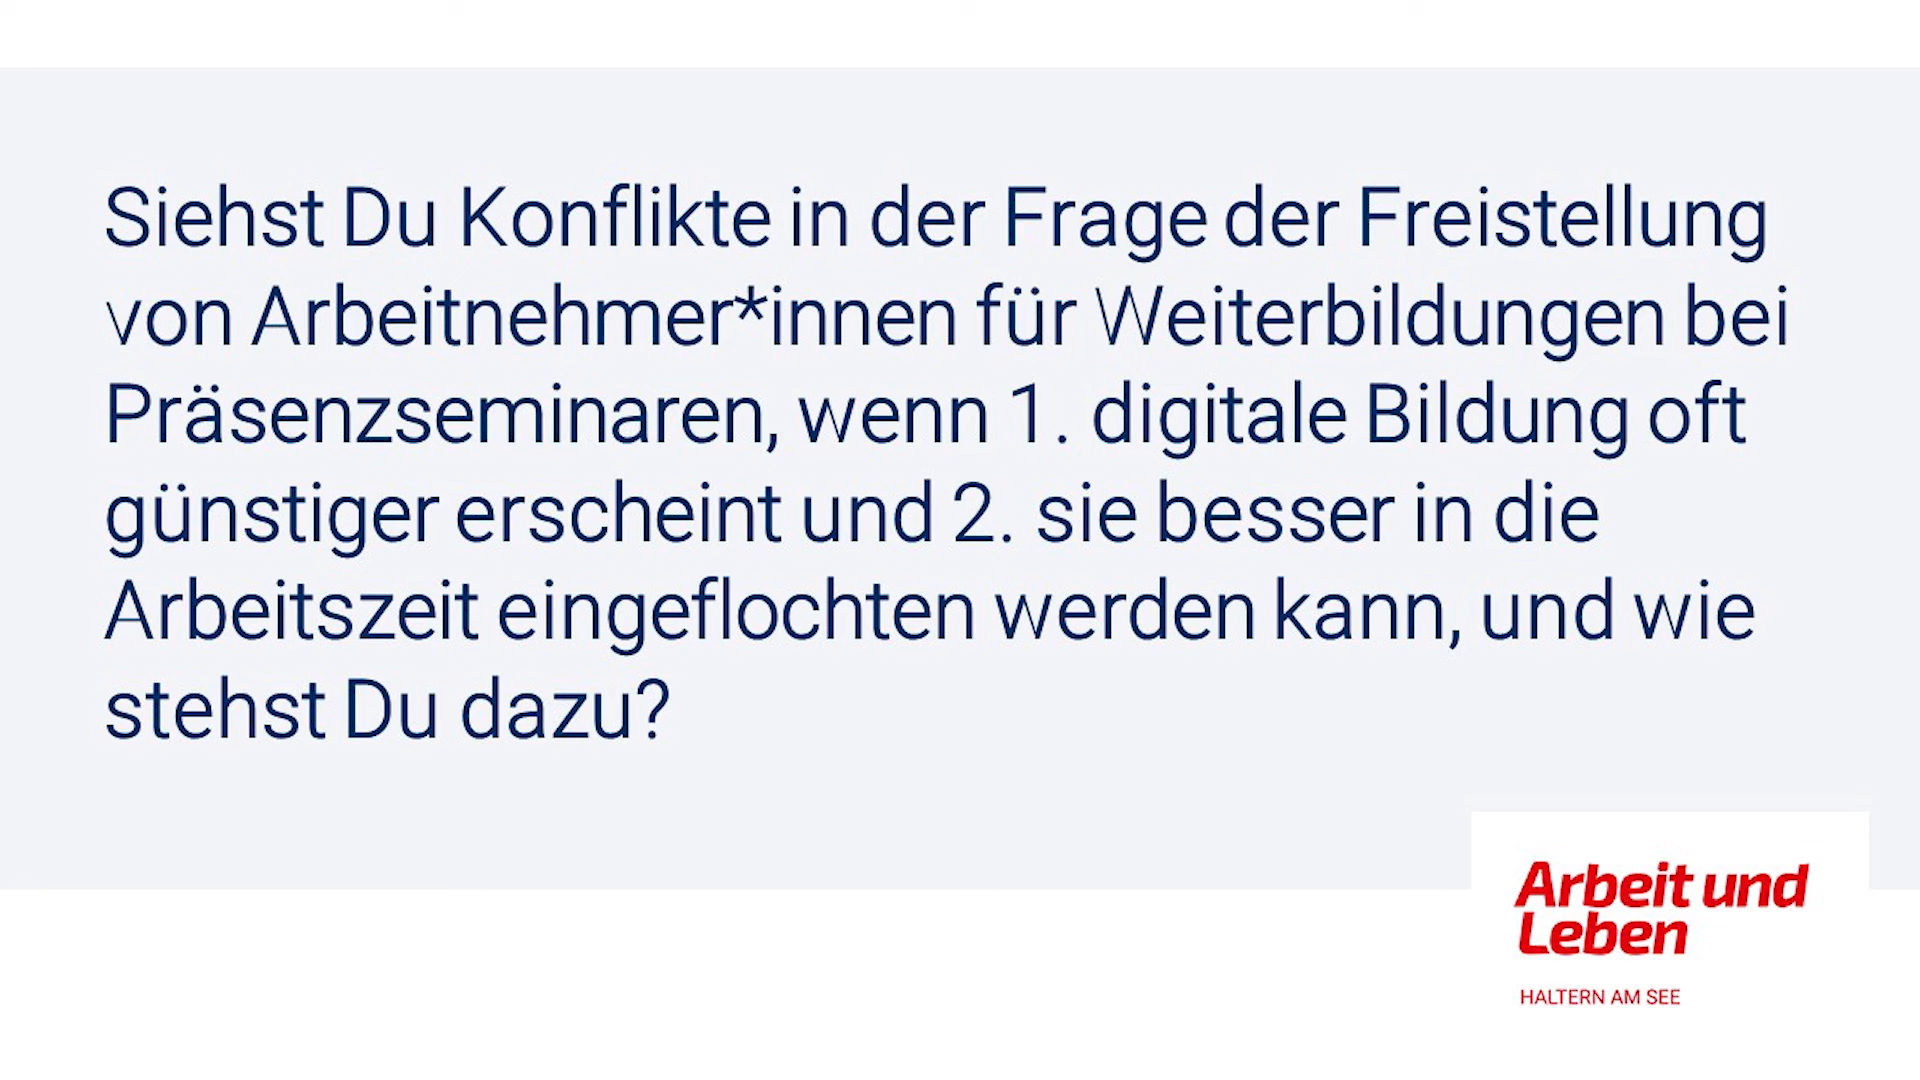 Siehst Du Konflikte in der Frage der Freistellung
von Arbeitnehmer*innen für Weiterbildungen bei
Präsenzseminaren, wenn 1. digitale Bildung oft
günstiger erscheint und 2. sie besser in die
Arbeitszeit eingeflochten werden kann, und wie
stehst Du dazu?
Arbeit und
Leben
HALTERN AM SEE